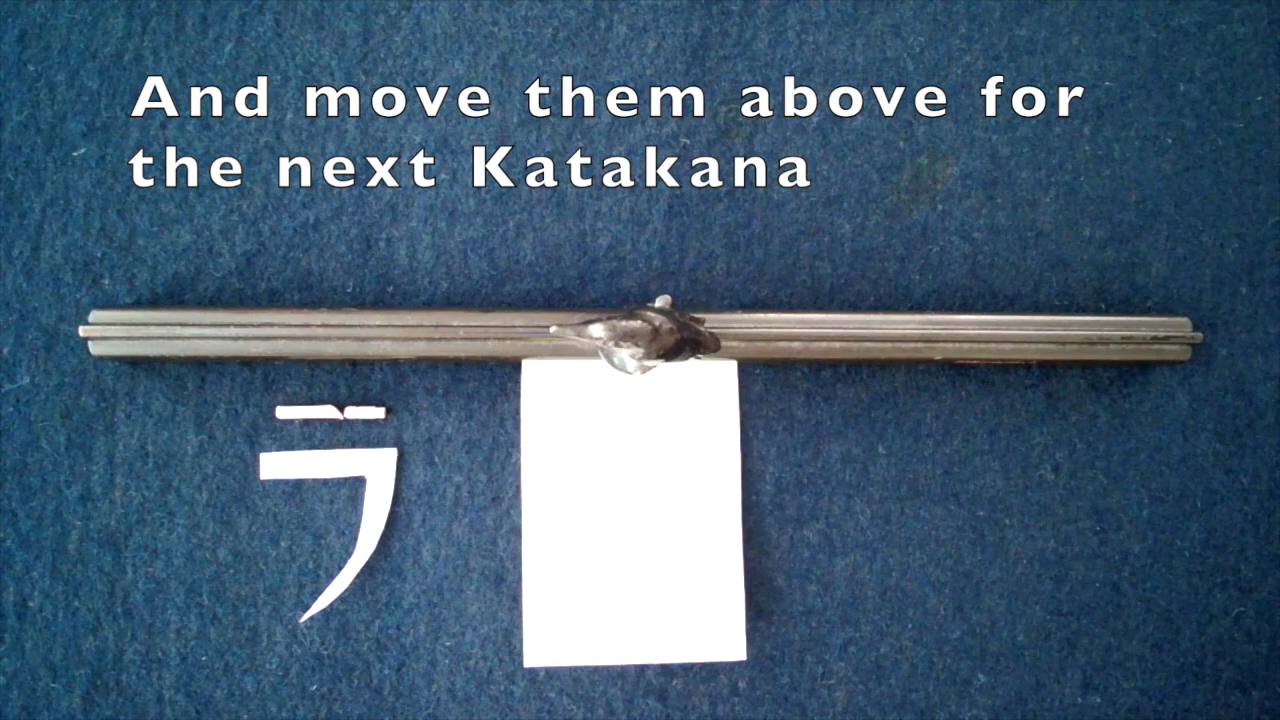 And move them above for
the next Katakana
ラ